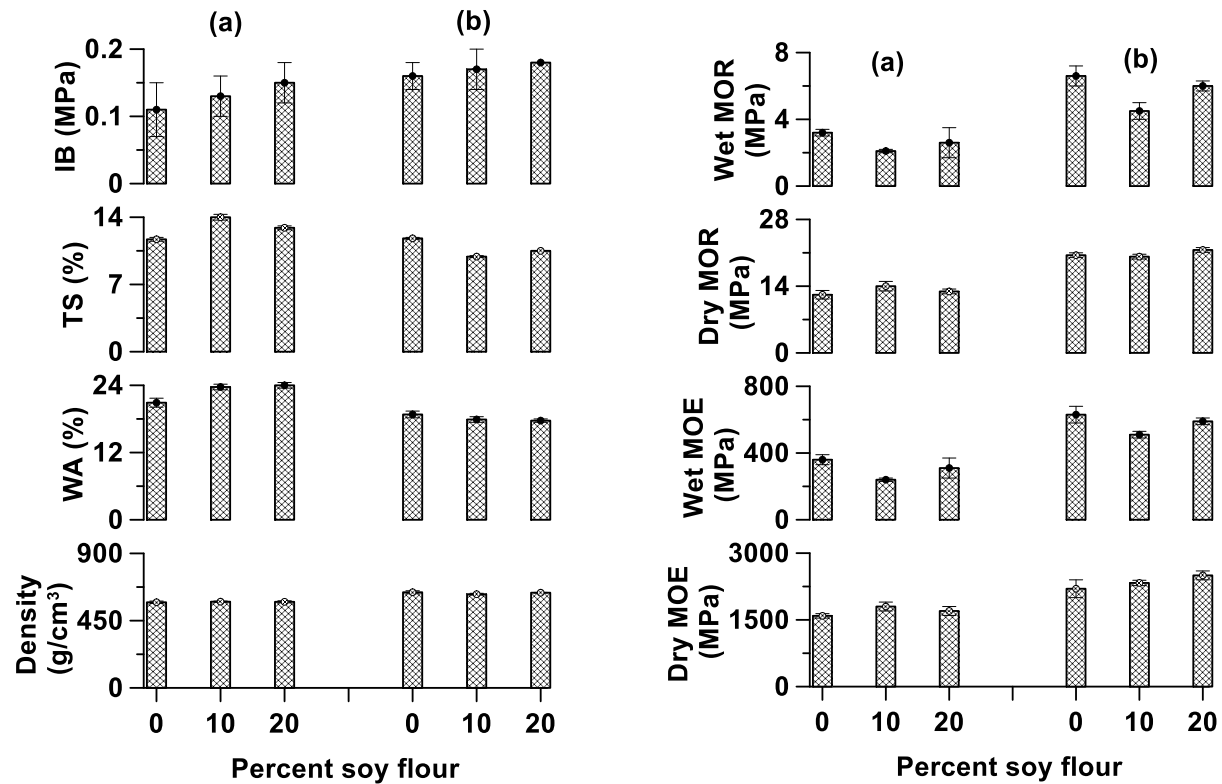 (a)
(b)
0.2
0.1
0
IB (MPa)
14
7
0
TS (%)
24
12
0
WA (%)
900
450
0
Density
(g/cm³)
0 10 20 0 10 20
Percent soy flour
(a)
(b)
8
4
0
Wet MOR
(MPa)
28
14
0
Dry MOR
(MPa)
800
400
0
Wet MOE
(MPa)
3000
1500
0
Dry MOE
(MPa)
0 10 20 0 10 20
Percent soy flour